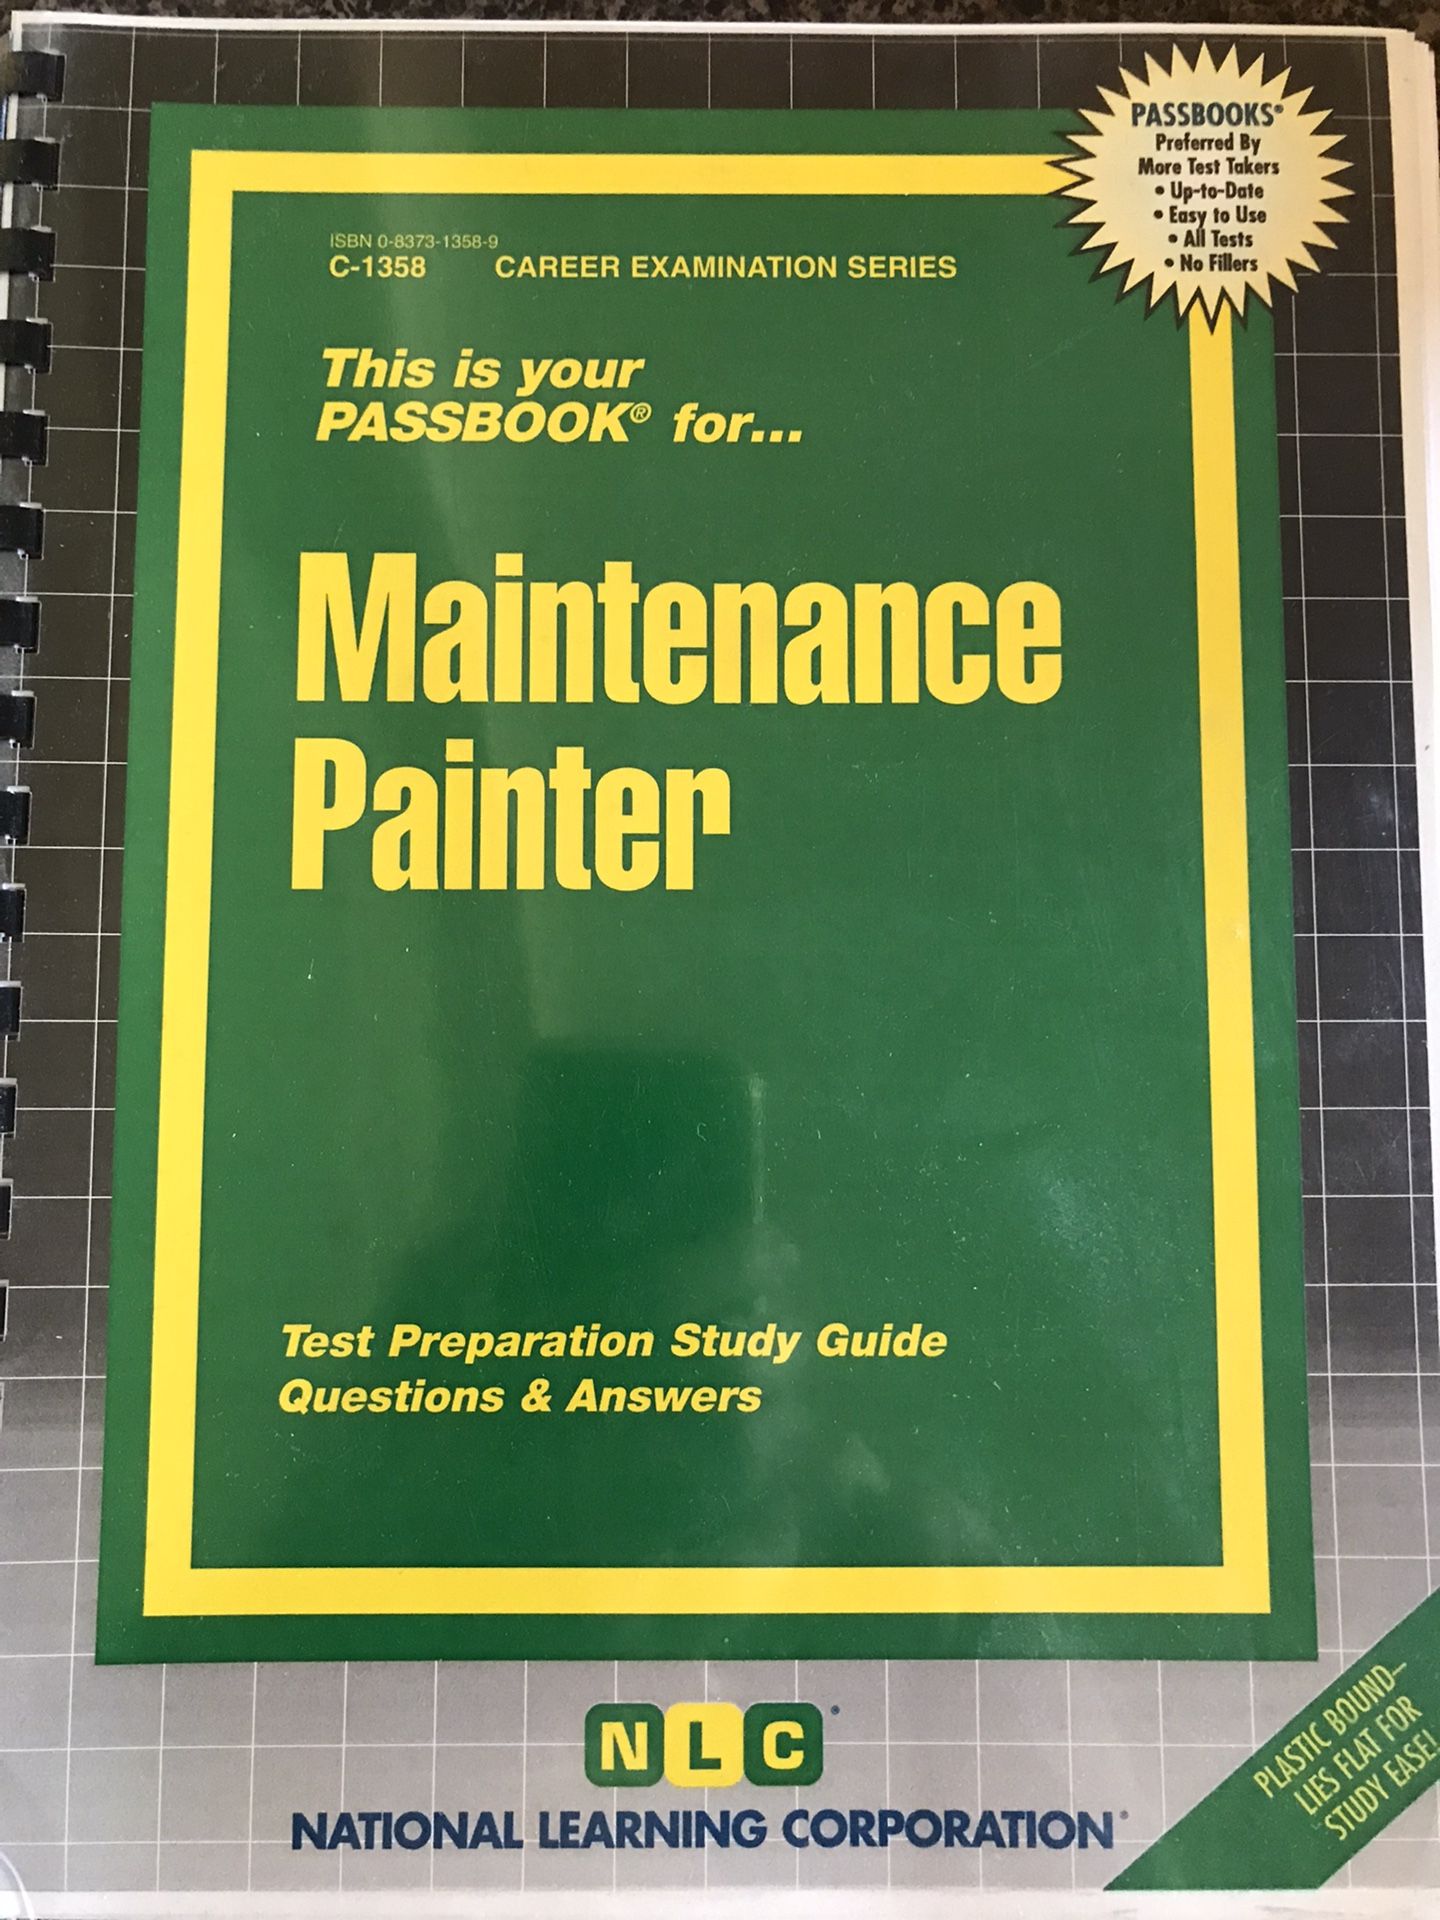 PASSBOOKS®
Preferred By
More Test Takers
• Up-to-Date
• Easy to Use
• All Tests
• No Fillers
ISBN 0-8373-1358-9
C-1358 CAREER EXAMINATION SERIES
This is your
PASSBOOK® for...
Maintenance
Painter
Test Preparation Study Guide
Questions & Answers
NLC®
NATIONAL LEARNING CORPORATION®
PLASTIC BOUND—
LIES FLAT FOR
STUDY EASE!